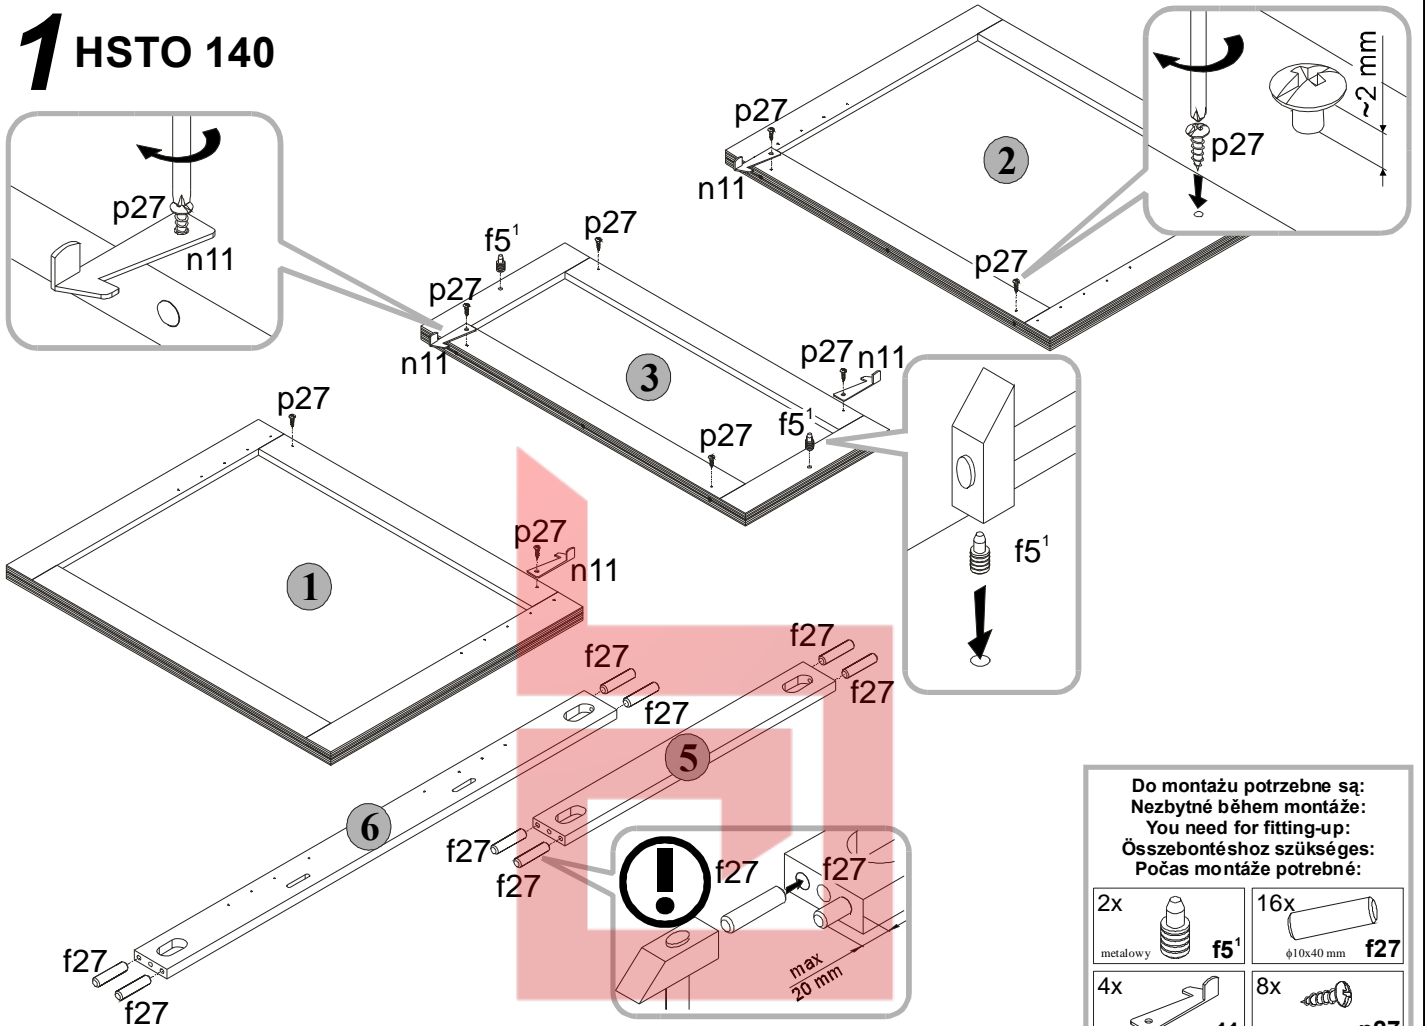 1 HSTO 140
p27
n11
p27
n11
p27
p27
~2 mm
f5¹
p27
p27
n11
3
p27 n11
f5¹
p27
2
p27
1
p27
n11
f5¹
f27
f27
f27
f27
6
5
f27
f27
f27
f27
f27
f27
max
20 mm
Do montażu potrzebne są:
Nezbytné během montáže:
You need for fitting-up:
Összebontéshoz szükséges:
Počas montáže potrebné:
2x
metalowy f5¹
16x
ϕ10x40 mm f27
4x
8x